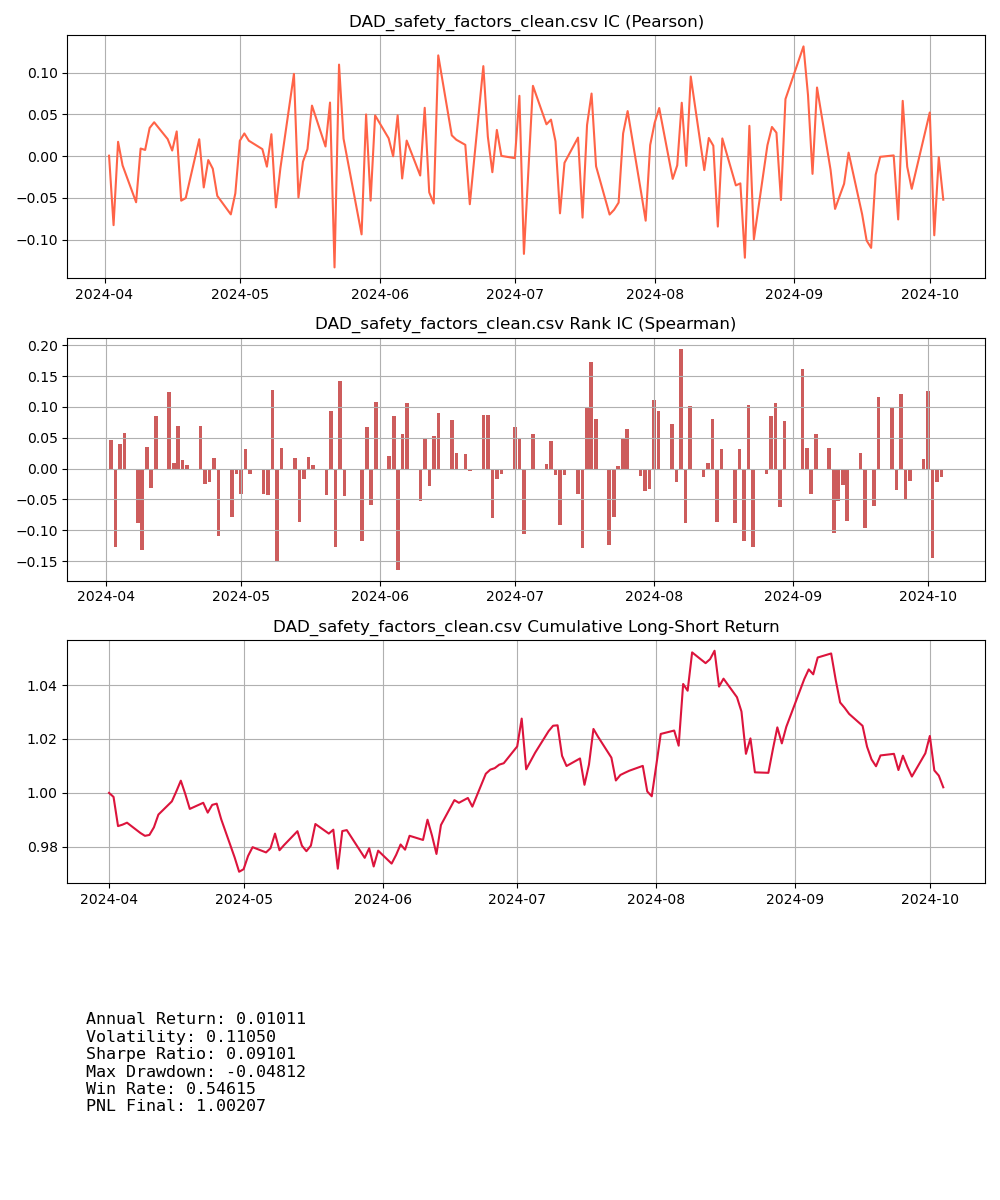 DAD_safety_factors_clean.csv IC (Pearson)
0.10
0.05
0.00
−0.05
−0.10
2024-04 2024-05 2024-06 2024-07 2024-08 2024-09 2024-10
DAD_safety_factors_clean.csv Rank IC (Spearman)
0.20
0.15
0.10
0.05
0.00
−0.05
−0.10
−0.15
2024-04 2024-05 2024-06 2024-07 2024-08 2024-09 2024-10
DAD_safety_factors_clean.csv Cumulative Long-Short Return
1.04
1.02
1.00
0.98
2024-04 2024-05 2024-06 2024-07 2024-08 2024-09 2024-10
Annual Return: 0.01011
Volatility: 0.11050
Sharpe Ratio: 0.09101
Max Drawdown: -0.04812
Win Rate: 0.54615
PNL Final: 1.00207